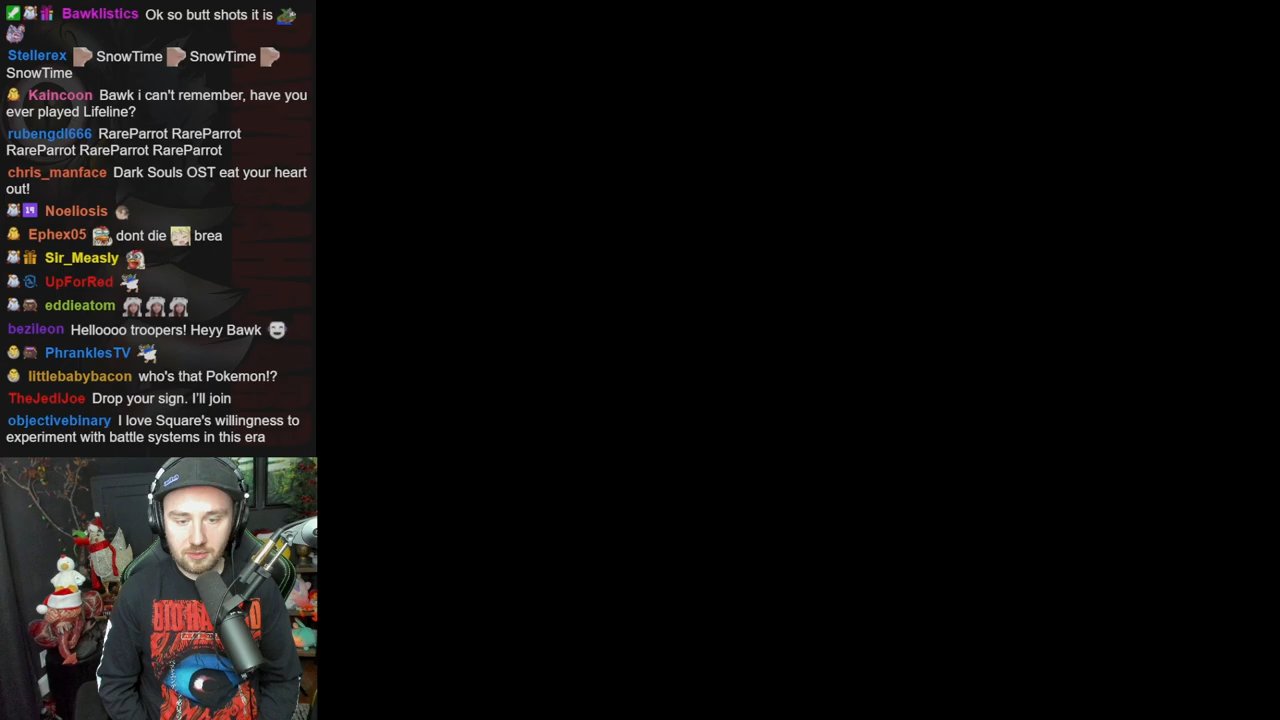 Bawklistics Ok so butt shots it is
Stellerex SnowTime SnowTime
SnowTime
Kaincoon Bawk i can't remember, have you
ever played Lifeline?
rubengdl666 RareParrot RareParrot
RareParrot RareParrot RareParrot
chris_manface Dark Souls OST eat your heart
out!
19 Noeliosis
Ephex05 dont die brea
Sir_Measly
UpForRed
eddieatom
bezileon Helloooo troopers! Heyy Bawk
PhranklesTV
littlebabybacon who's that Pokemon!?
TheJediJoe Drop your sign. I'll join
objectivebinary I love Square's willingness to
experiment with battle systems in this era